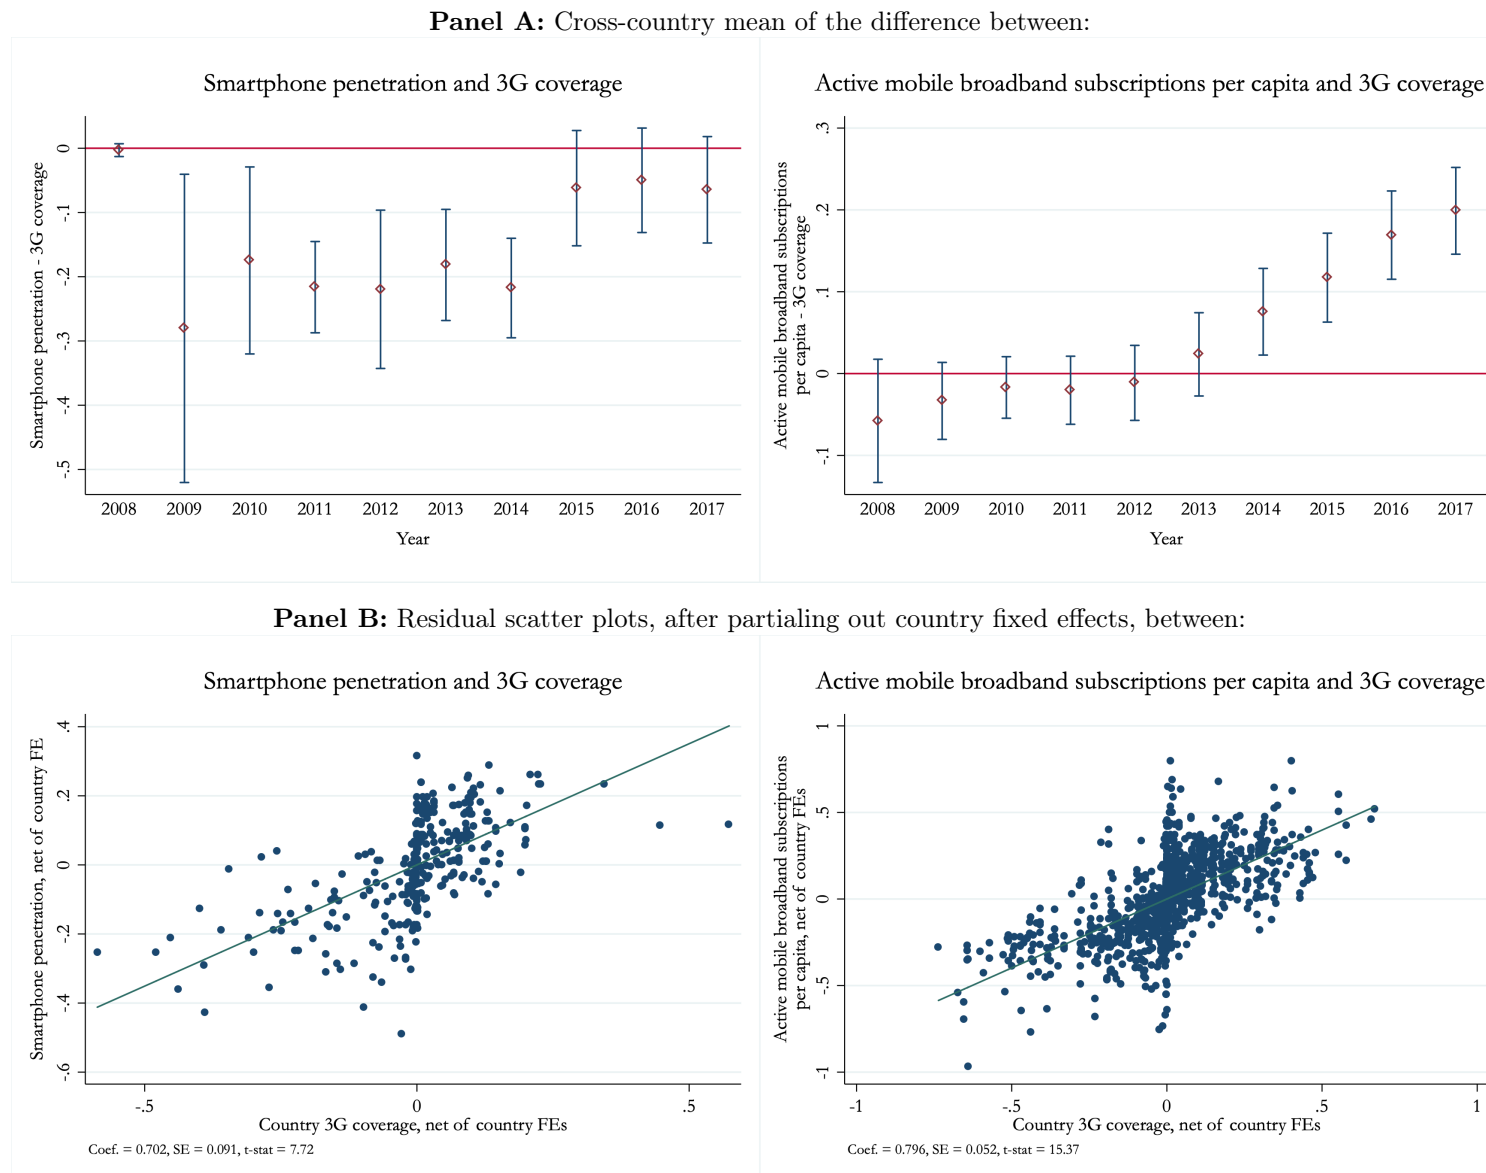 Panel A: Cross-country mean of the difference between:
Smartphone penetration and 3G coverage
Smartphone penetration - 3G coverage
0
-.1
-.2
-.3
-.4
-.5
2008 2009 2010 2011 2012 2013 2014 2015 2016 2017
Year
Active mobile broadband subscriptions per capita and 3G coverage
Active mobile broadband subscriptions
per capita - 3G coverage
.3
.2
.1
0
-.1
2008 2009 2010 2011 2012 2013 2014 2015 2016 2017
Year
Panel B: Residual scatter plots, after partialing out country fixed effects, between:
Smartphone penetration and 3G coverage
Smartphone penetration, net of country FE
.4
.2
0
-.2
-.4
-.6
-.5 0 .5
Country 3G coverage, net of country FEs
Coef. = 0.702, SE = 0.091, t-stat = 7.72
Active mobile broadband subscriptions per capita and 3G coverage
Active mobile broadband subscriptions
per capita, net of country FEs
1
.5
0
-.5
-1
-1 -.5 0 .5 1
Country 3G coverage, net of country FEs
Coef. = 0.796, SE = 0.052, t-stat = 15.37